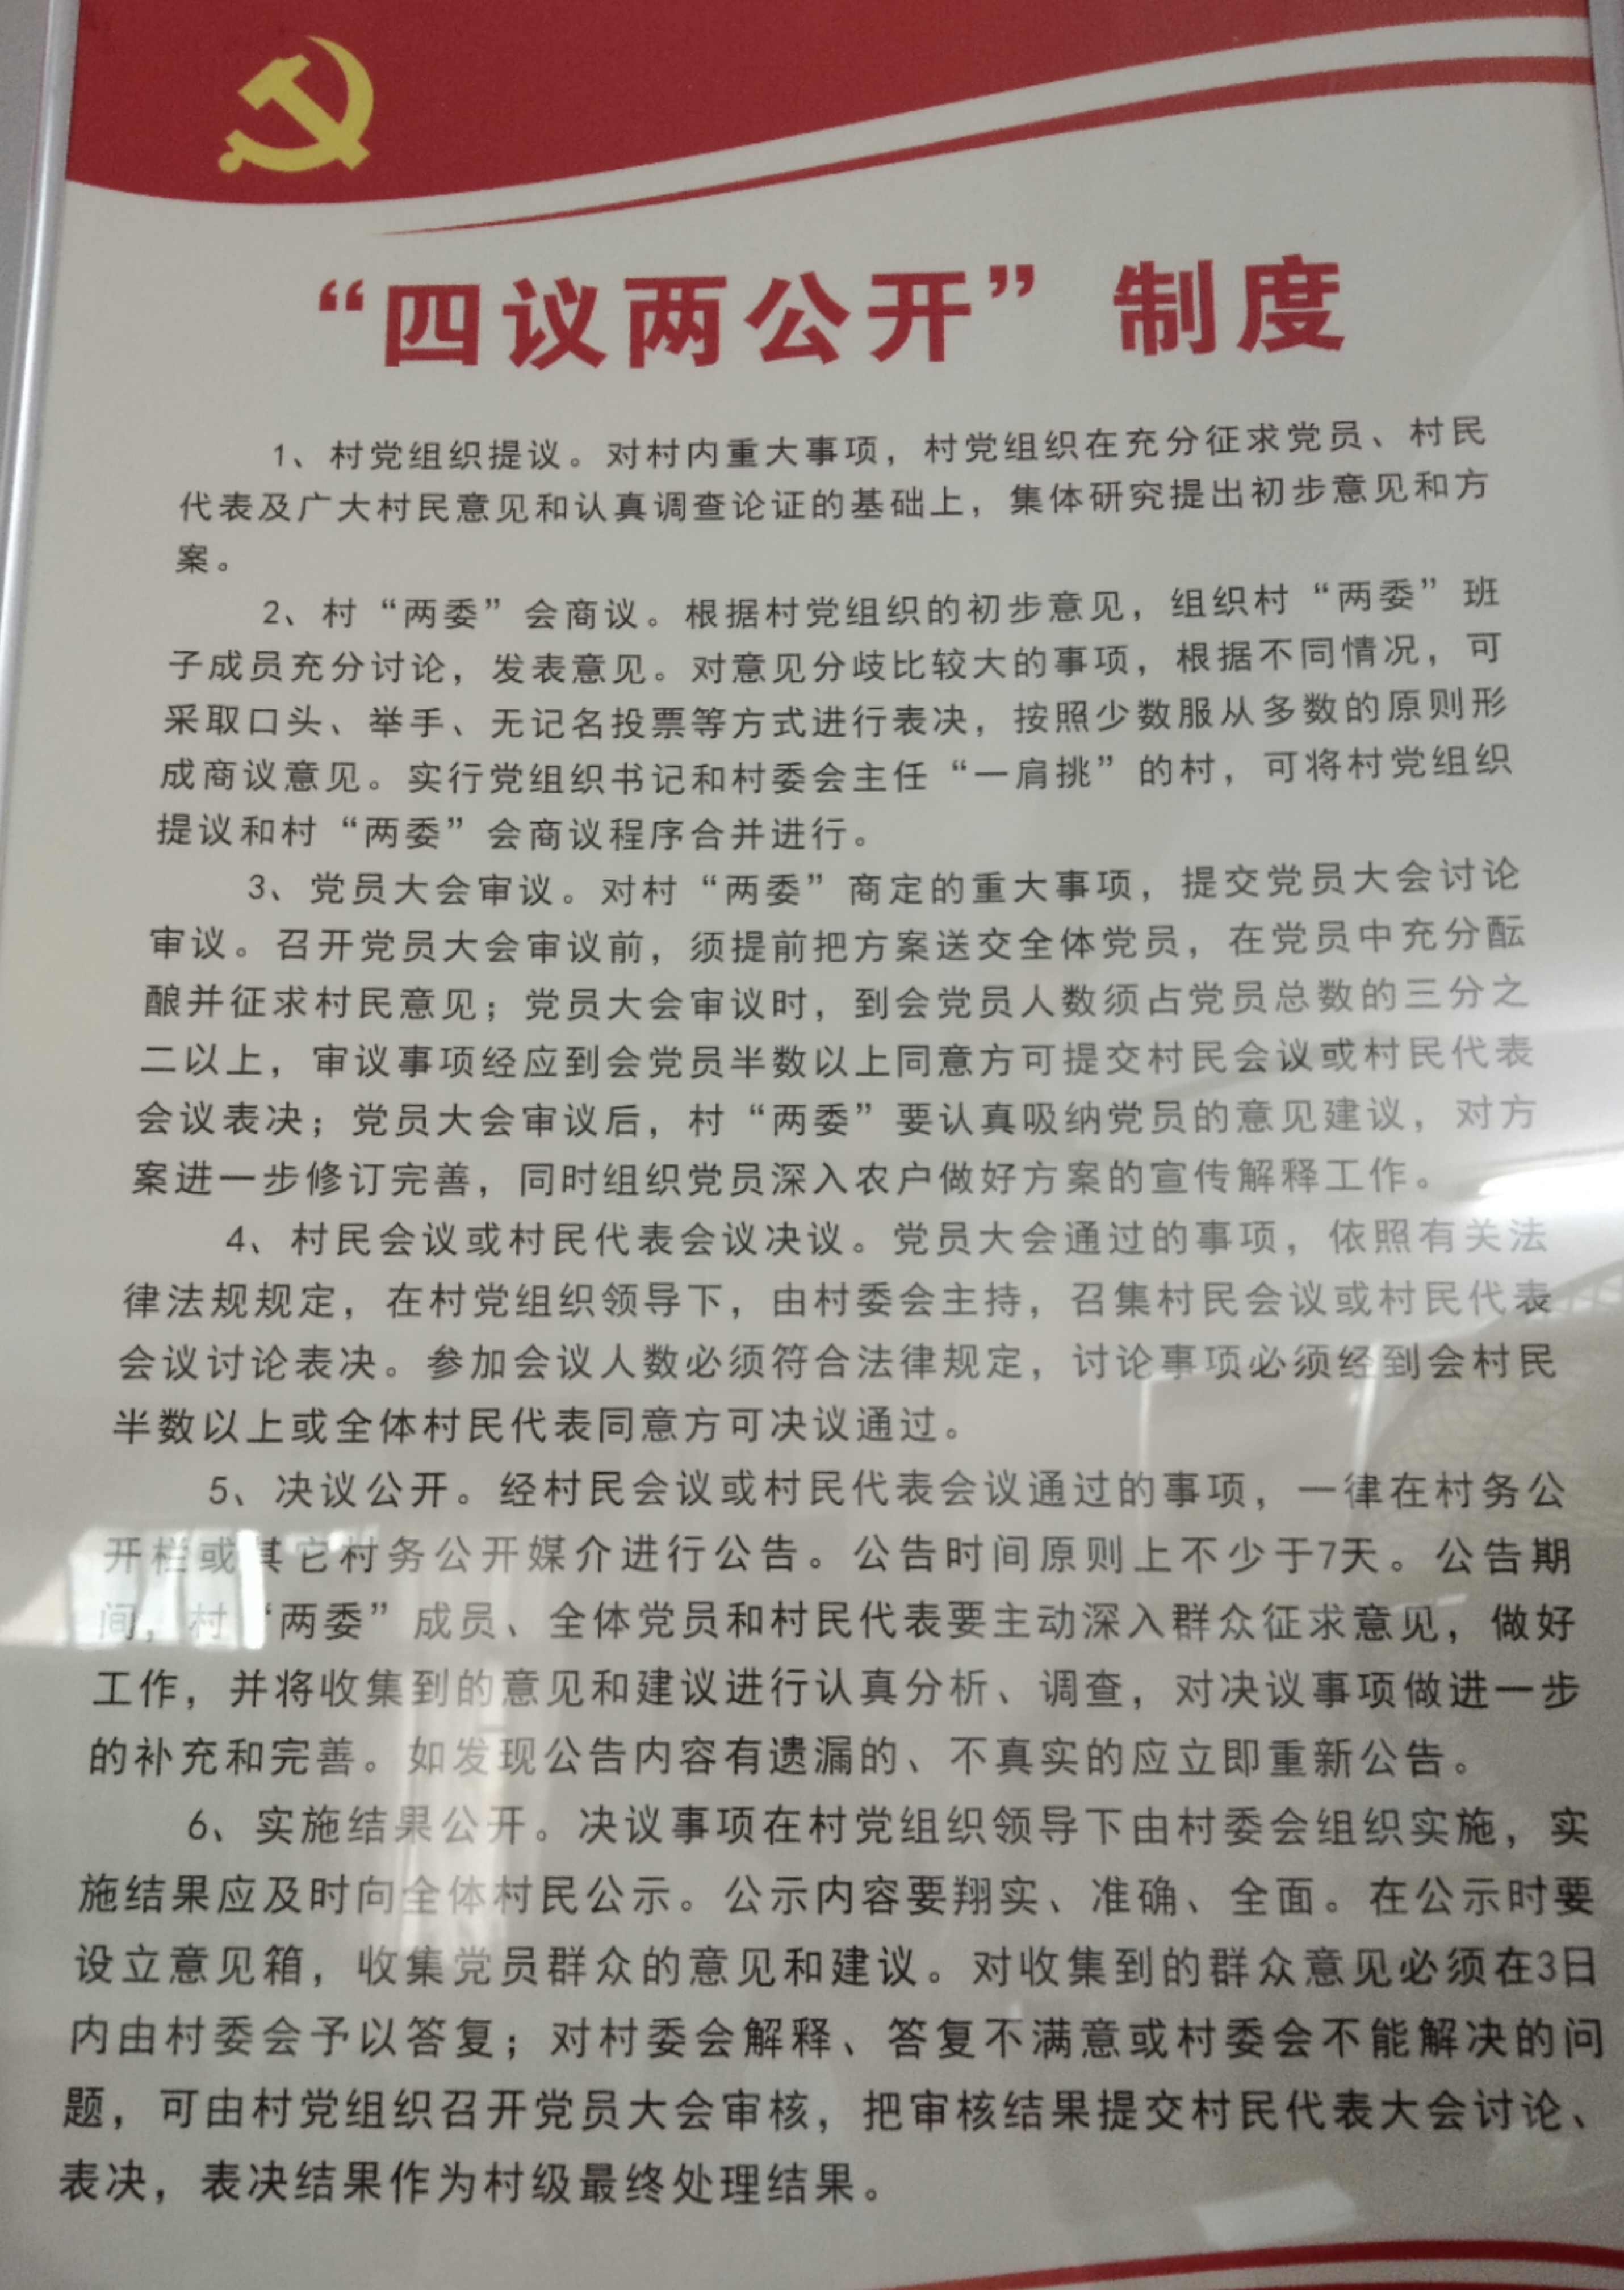 “四议两公开”制度
1、村党组织提议。对村内重大事项，村党组织在充分征求党员、村民
代表及广大村民意见和认真调查论证的基础上，集体研究提出初步意见和方
案。
2、村“两委”会商议。根据村党组织的初步意见，组织村“两委”班
子成员充分讨论，发表意见。对意见分歧比较大的事项，根据不同情况，可
采取口头、举手、无记名投票等方式进行表决，按照少数服从多数的原则形
成商议意见。实行党组织书记和村委会主任“一肩挑”的村，可将村党组织
提议和村“两委”会商议程序合并进行。
3、党员大会审议。对村“两委”商定的重大事项，提交党员大会讨论
审议。召开党员大会审议前，须提前把方案送交全体党员，在党员中充分酝
酿并征求村民意见；党员大会审议时，到会党员人数须占党员总数的三分之
二以上，审议事项经应到会党员半数以上同意方可提交村民会议或村民代表
会议表决；党员大会审议后，村“两委”要认真吸纳党员的意见建议，对方
案进一步修订完善，同时组织党员深入农户做好方案的宣传解释工作。
4、村民会议或村民代表会议决议。党员大会通过的事项，依照有关法
律法规规定，在村党组织领导下，由村委会主持，召集村民会议或村民代表
会议讨论表决。参加会议人数必须符合法律规定，讨论事项必须经到会村民
半数以上或全体村民代表同意方可决议通过。
5、决议公开。经村民会议或村民代表会议通过的事项，一律在村务公
开栏或其它村务公开媒介进行公告。公告时间原则上不少于7天。公告期
间，村“两委”成员、全体党员和村民代表要主动深入群众征求意见，做好
工作，并将收集到的意见和建议进行认真分析、调查，对决议事项做进一步
的补充和完善。如发现公告内容有遗漏的、不真实的应立即重新公告。
6、实施结果公开。决议事项在村党组织领导下由村委会组织实施，实
施结果应及时向全体村民公示。公示内容要翔实、准确、全面。在公示时要
设立意见箱，收集党员群众的意见和建议。对收集到的群众意见必须在3日
内由村委会予以答复；对村委会解释、答复不满意或村委会不能解决的问
题，可由村党组织召开党员大会审核，把审核结果提交村民代表大会讨论、
表决，表决结果作为村级最终处理结果。